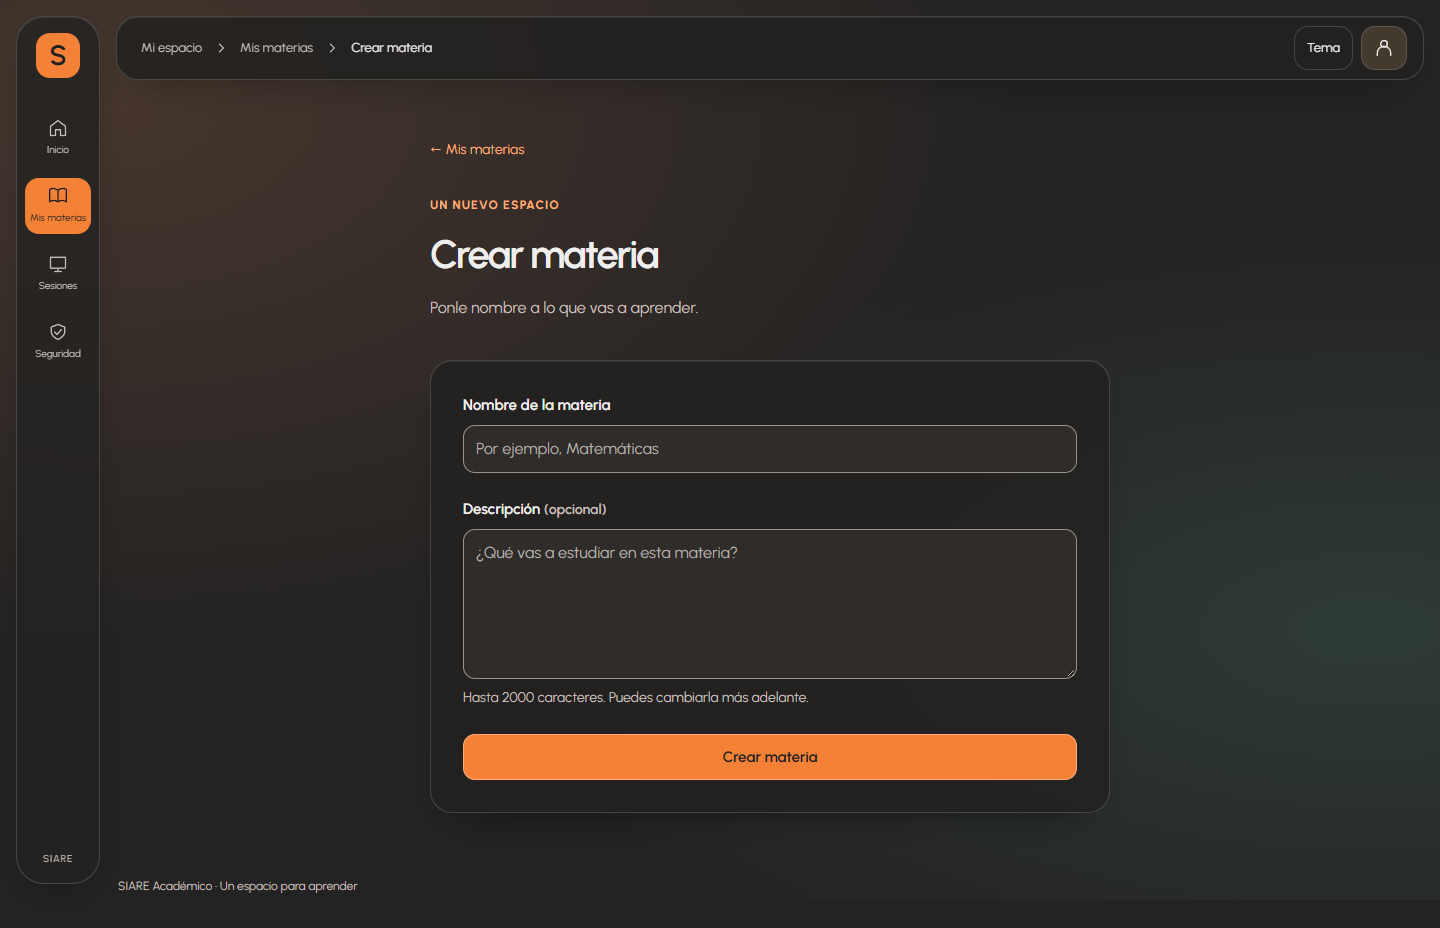 S
Inicio
Mis materias
Sesiones
Seguridad
SIARE
Mi espacio > Mis materias > Crear materia
Tema
← Mis materias
UN NUEVO ESPACIO
Crear materia
Ponle nombre a lo que vas a aprender.
Nombre de la materia
Por ejemplo, Matemáticas
Descripción (opcional)
¿Qué vas a estudiar en esta materia?
Hasta 2000 caracteres. Puedes cambiarla más adelante.
Crear materia
SIARE Académico · Un espacio para aprender